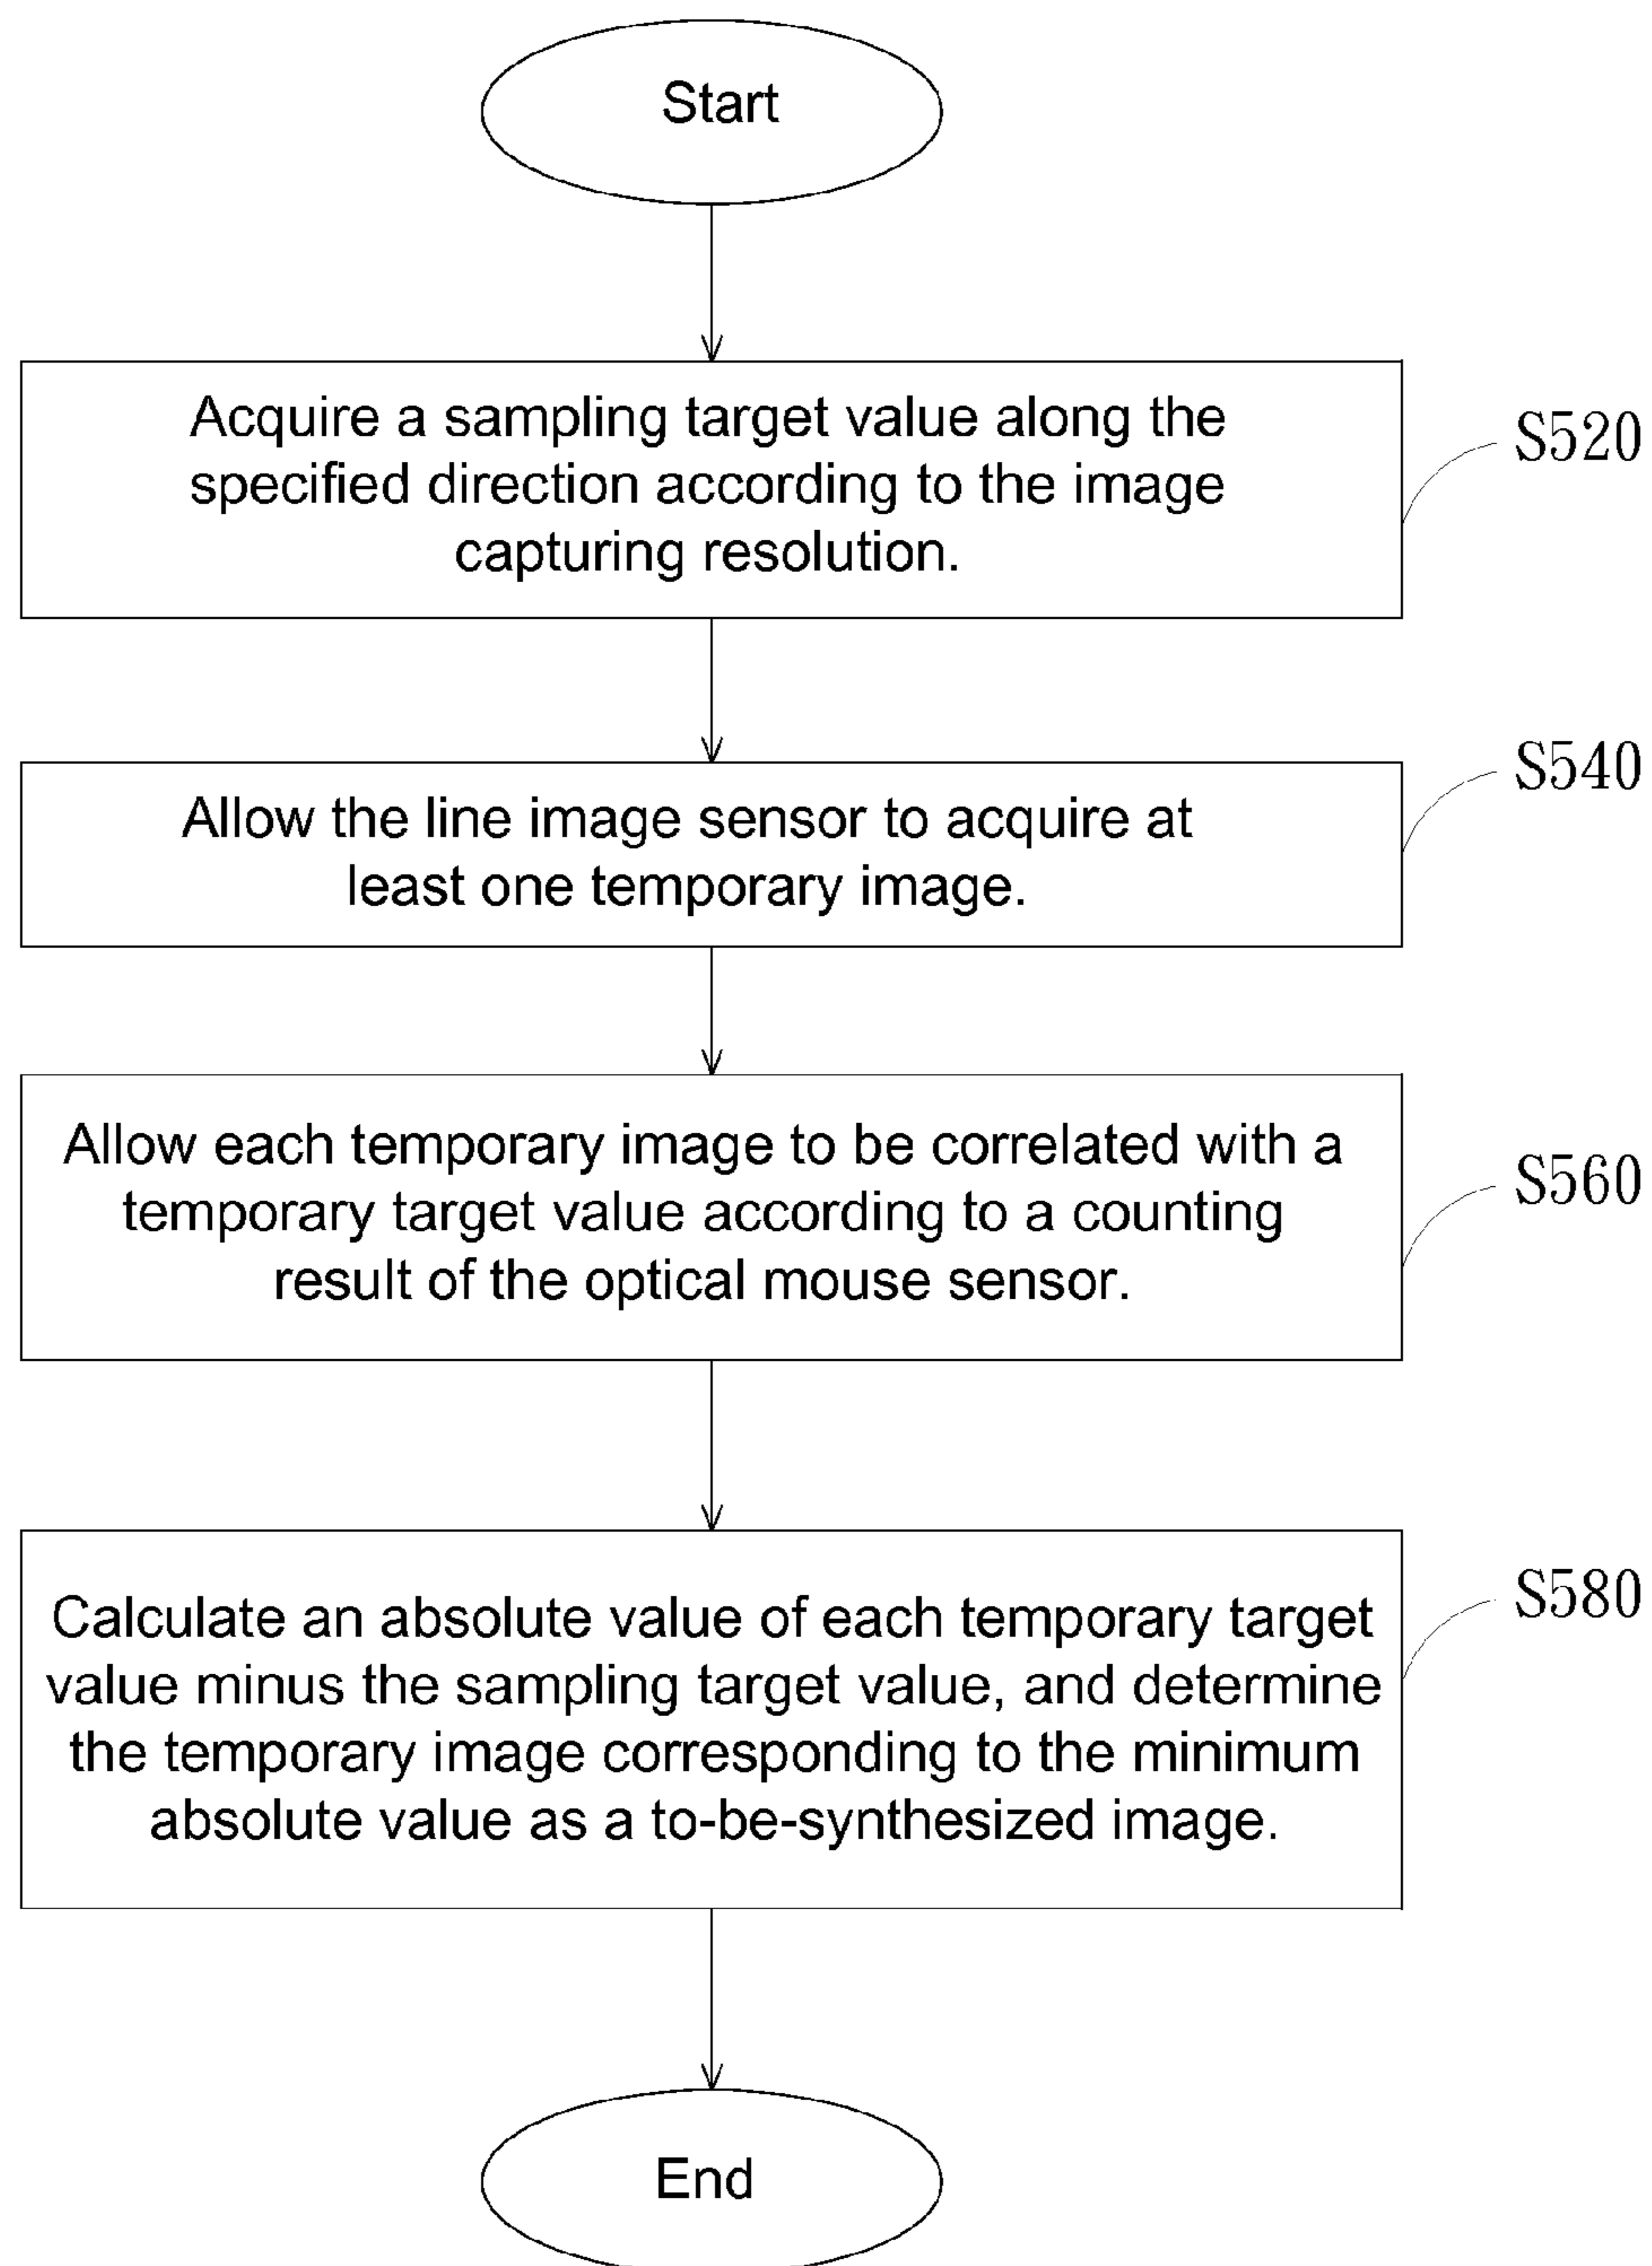 Start
Acquire a sampling target value along the
specified direction according to the image
capturing resolution.
S520
Allow the line image sensor to acquire at
least one temporary image.
S540
Allow each temporary image to be correlated with a
temporary target value according to a counting
result of the optical mouse sensor.
S560
Calculate an absolute value of each temporary target
value minus the sampling target value, and determine
the temporary image corresponding to the minimum
absolute value as a to-be-synthesized image.
S580
End